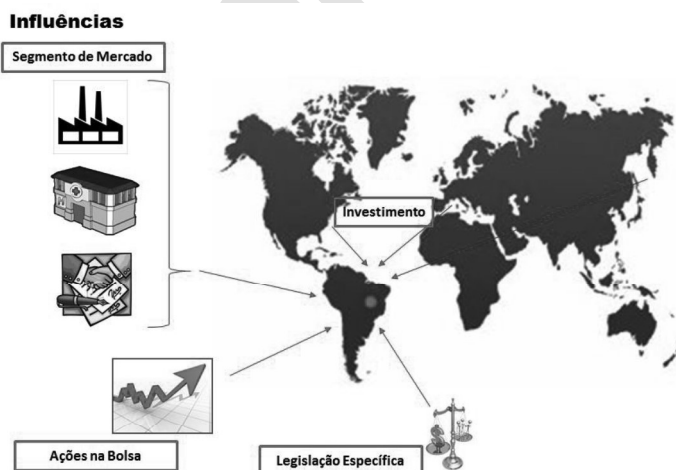 Influências
Segmento de Mercado
Investimento
Ações na Bolsa
Legislação Específica